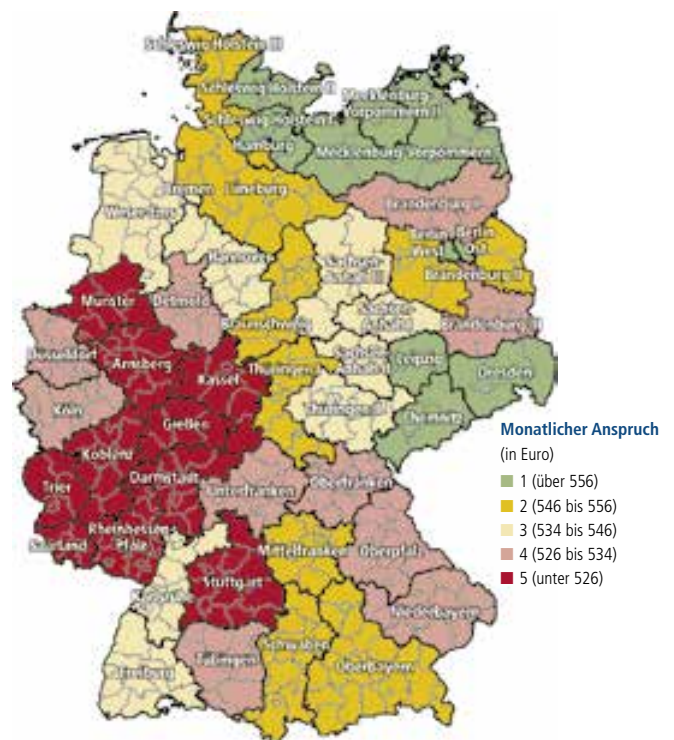 Schleswig Holstein III
Schleswig Holstein II
Mecklenburg-
Vorpommern II
Schleswig Holstein I
Hamburg
Mecklenburg-Vorpommern
Bremen
Lüneburg
Brandenburg I
Weser-Ems
Berlin
West
Berlin
Ost
Hannover
Sachsen-
Anhalt III
Brandenburg II
Münster
Detmold
Braunschweig
Sachsen-
Anhalt I
Brandenburg III
Düsseldorf
Arnsberg
Kassel
Thüringen I
Sachsen-
Anhalt II
Leipzig
Dresden
Köln
Gießen
Thüringen II
Chemnitz
Koblenz
Trier
Darmstadt
Unterfranken
Oberfranken
Saarland
Rheinhessen-
Pfalz
Mittelfranken
Oberpfalz
Karlsruhe
Stuttgart
Niederbayern
Freiburg
Tübingen
Schwaben
Oberbayern
Monatlicher Anspruch
(in Euro)
1 (über 556)
2 (546 bis 556)
3 (534 bis 546)
4 (526 bis 534)
5 (unter 526)